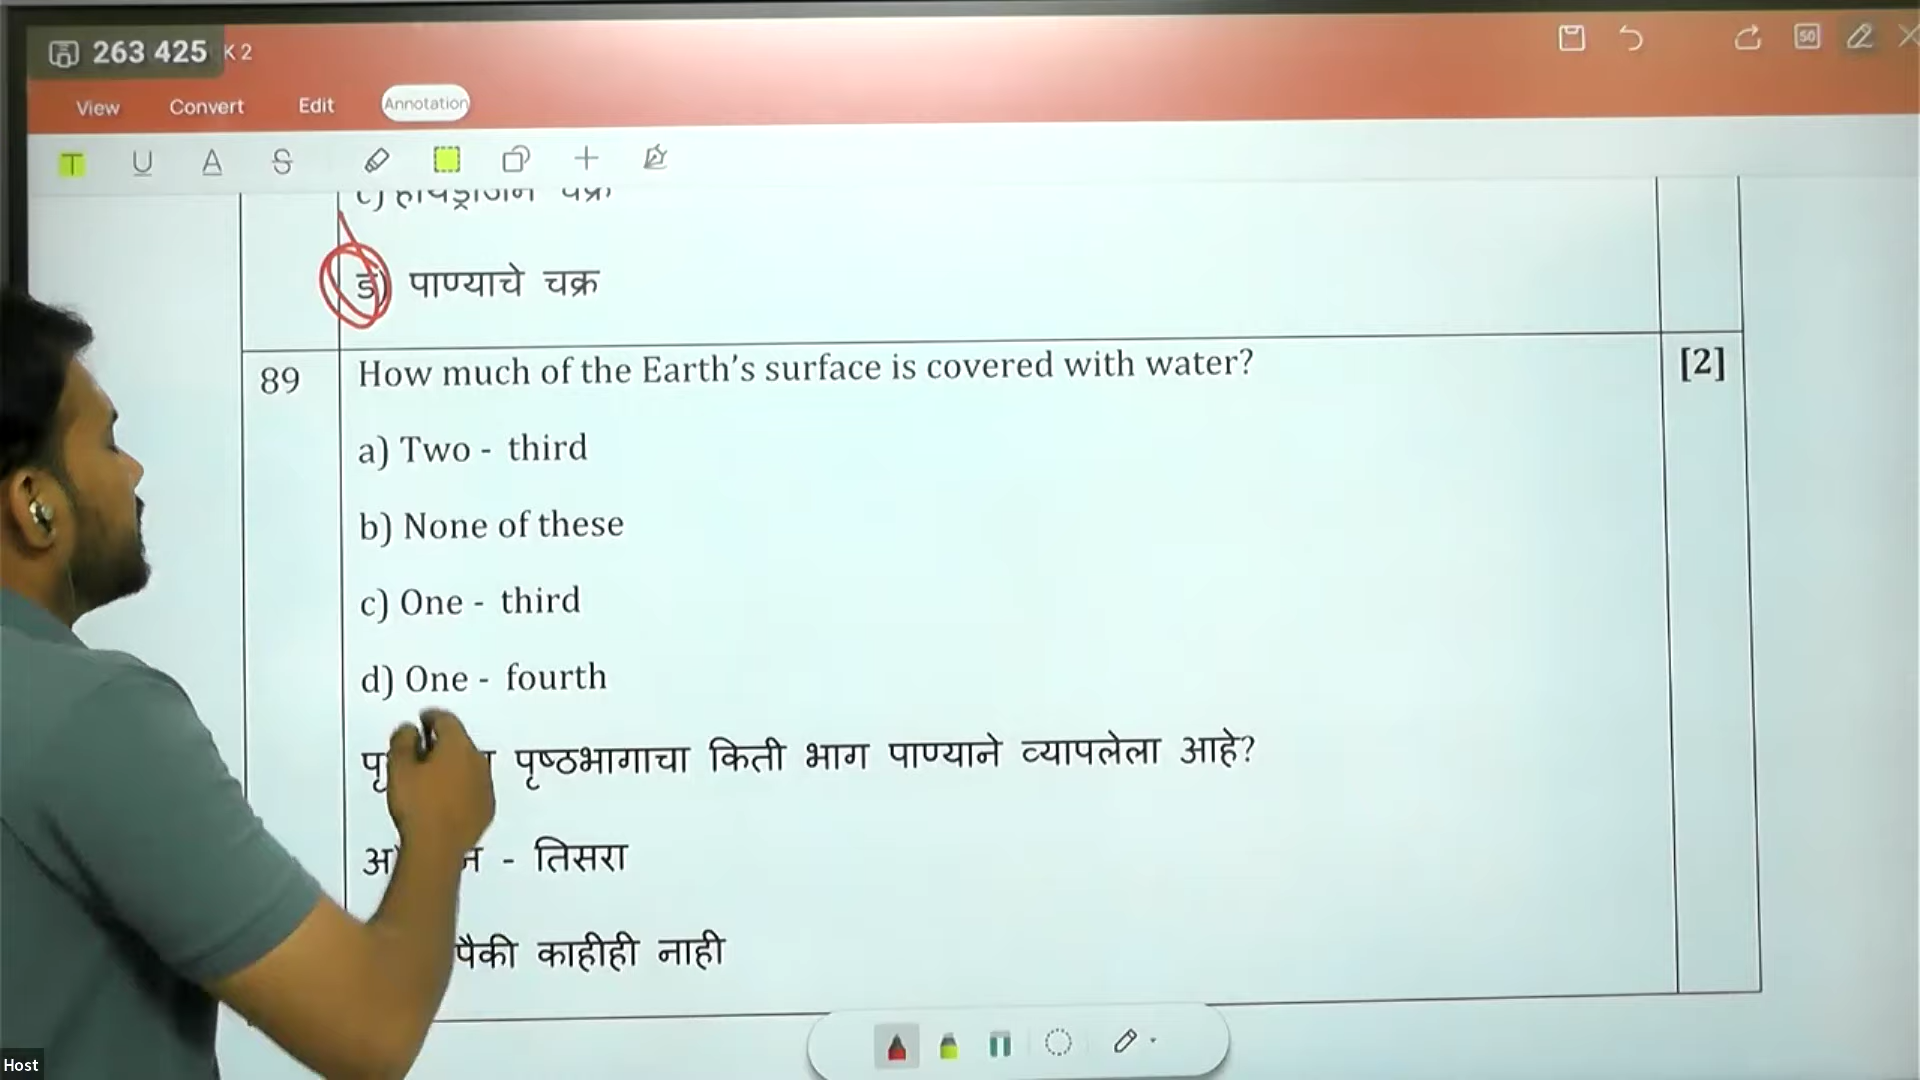 263 425 K 2
View Convert Edit Annotation
ड) पाण्याचे चक्र
89 How much of the Earth's surface is covered with water? [2]
a) Two - third
b) None of these
c) One - third
d) One - fourth
पृष्ठभागाचा किती भाग पाण्याने व्यापलेला आहे?
- तिसरा
काहीही नाही
Host